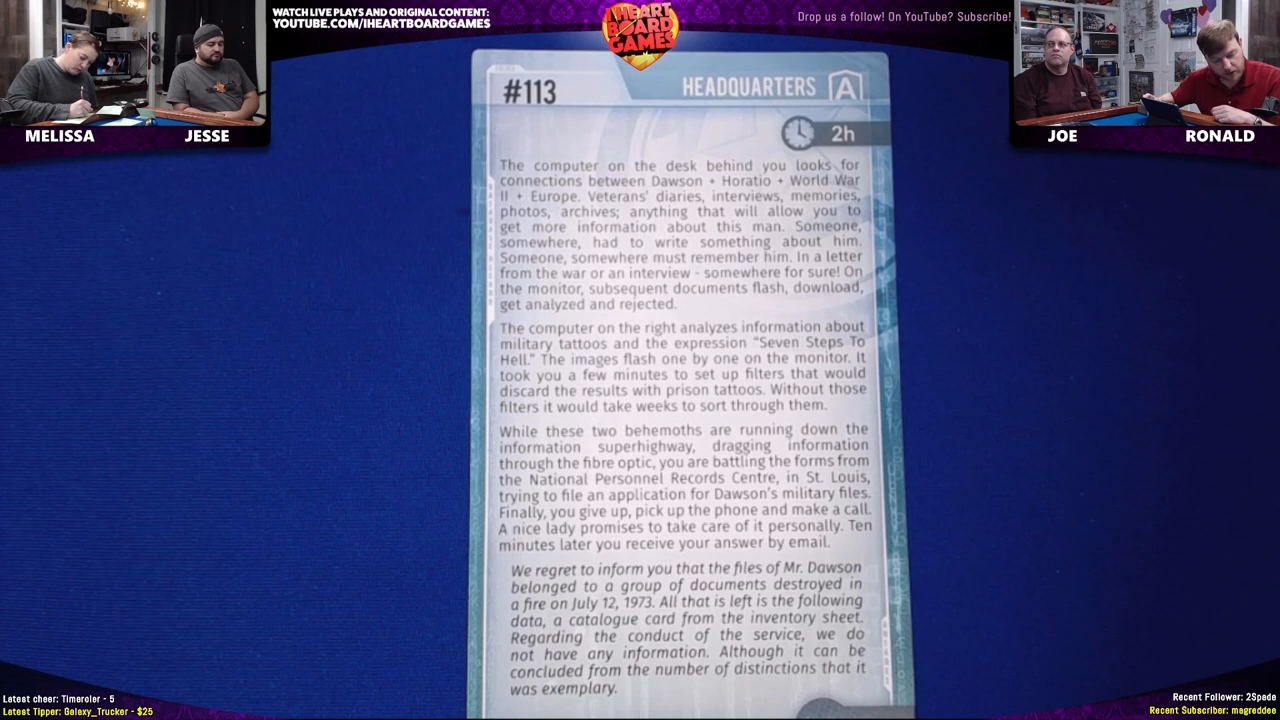 WATCH LIVE PLAYS AND ORIGINAL CONTENT:
YOUTUBE.COM/IHEARTBOARDGAMES
I HEART
BOARD
GAMES
Drop us a follow! On YouTube? Subscribe!
MELISSA
JESSE
JOE
RONALD
#113
HEADQUARTERS A
2h
The computer on the desk behind you looks for
connections between Dawson + Horatio + World War
II + Europe. Veterans' diaries, interviews, memories,
photos, archives; anything that will allow you to
get more information about this man. Someone,
somewhere, had to write something about him.
Someone, somewhere must remember him. In a letter
from the war or an interview - somewhere for sure! On
the monitor, subsequent documents flash, download,
get analyzed and rejected.
The computer on the right analyzes information about
military tattoos and the expression "Seven Steps To
Hell." The images flash one by one on the monitor. It
took you a few minutes to set up filters that would
discard the results with prison tattoos. Without those
filters it would take weeks to sort through them.
While these two behemoths are running down the
information superhighway, dragging information
through the fibre optic, you are battling the forms from
the National Personnel Records Centre, in St. Louis,
trying to file an application for Dawson's military files.
Finally, you give up, pick up the phone and make a call.
A nice lady promises to take care of it personally. Ten
minutes later you receive your answer by email.
We regret to inform you that the files of Mr. Dawson
belonged to a group of documents destroyed in
a fire on July 12, 1973. All that is left is the following
data, a catalogue card from the inventory sheet.
Regarding the conduct of the service, we do
not have any information. Although it can be
concluded from the number of distinctions that it
was exemplary.
Latest cheer: Timeroler - 5
Latest Tipper: Galaxy_Trucker - $25
Recent Follower: 2Spade
Recent Subscriber: magreddee